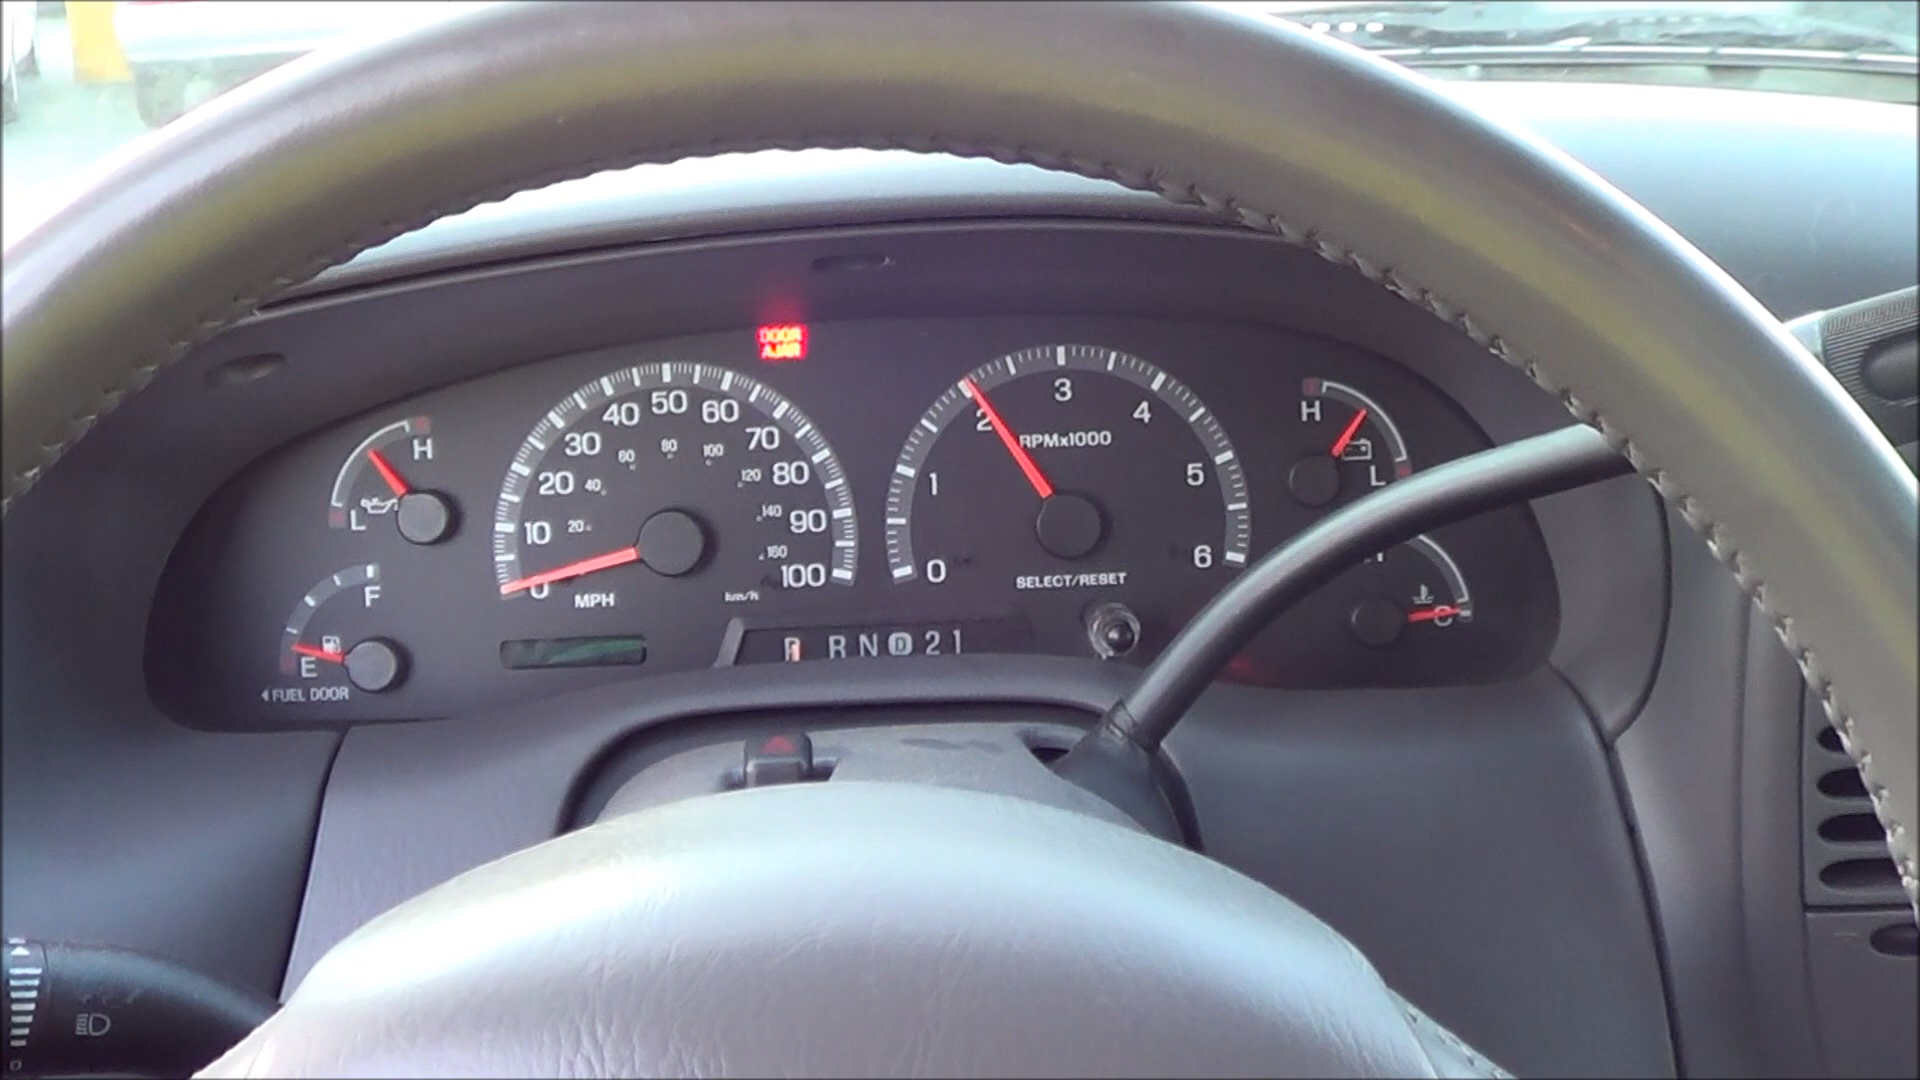 DOOR
AJAR
H
L
F
E
FUEL DOOR
0
10
20
30
40
50
60
70
80
90
100
20
40
60
80
100
120
140
160
MPH
km/h
0
1
2
3
4
5
6
RPMx1000
SELECT/RESET
P R N D 2 1
H
L
C